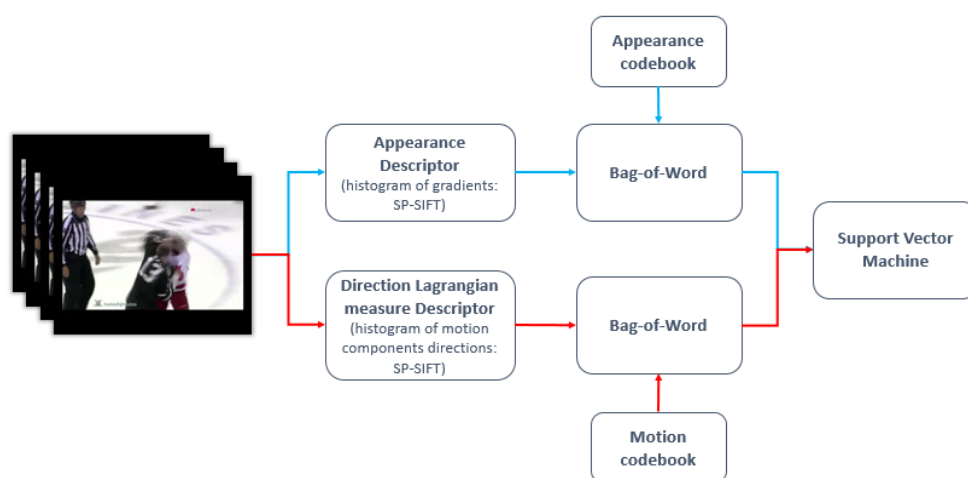 Appearance
codebook
Appearance
Descriptor
(histogram of gradients:
SP-SIFT)
Bag-of-Word
Support Vector
Machine
Direction Lagrangian
measure Descriptor
(histogram of motion
components directions:
SP-SIFT)
Bag-of-Word
Motion
codebook